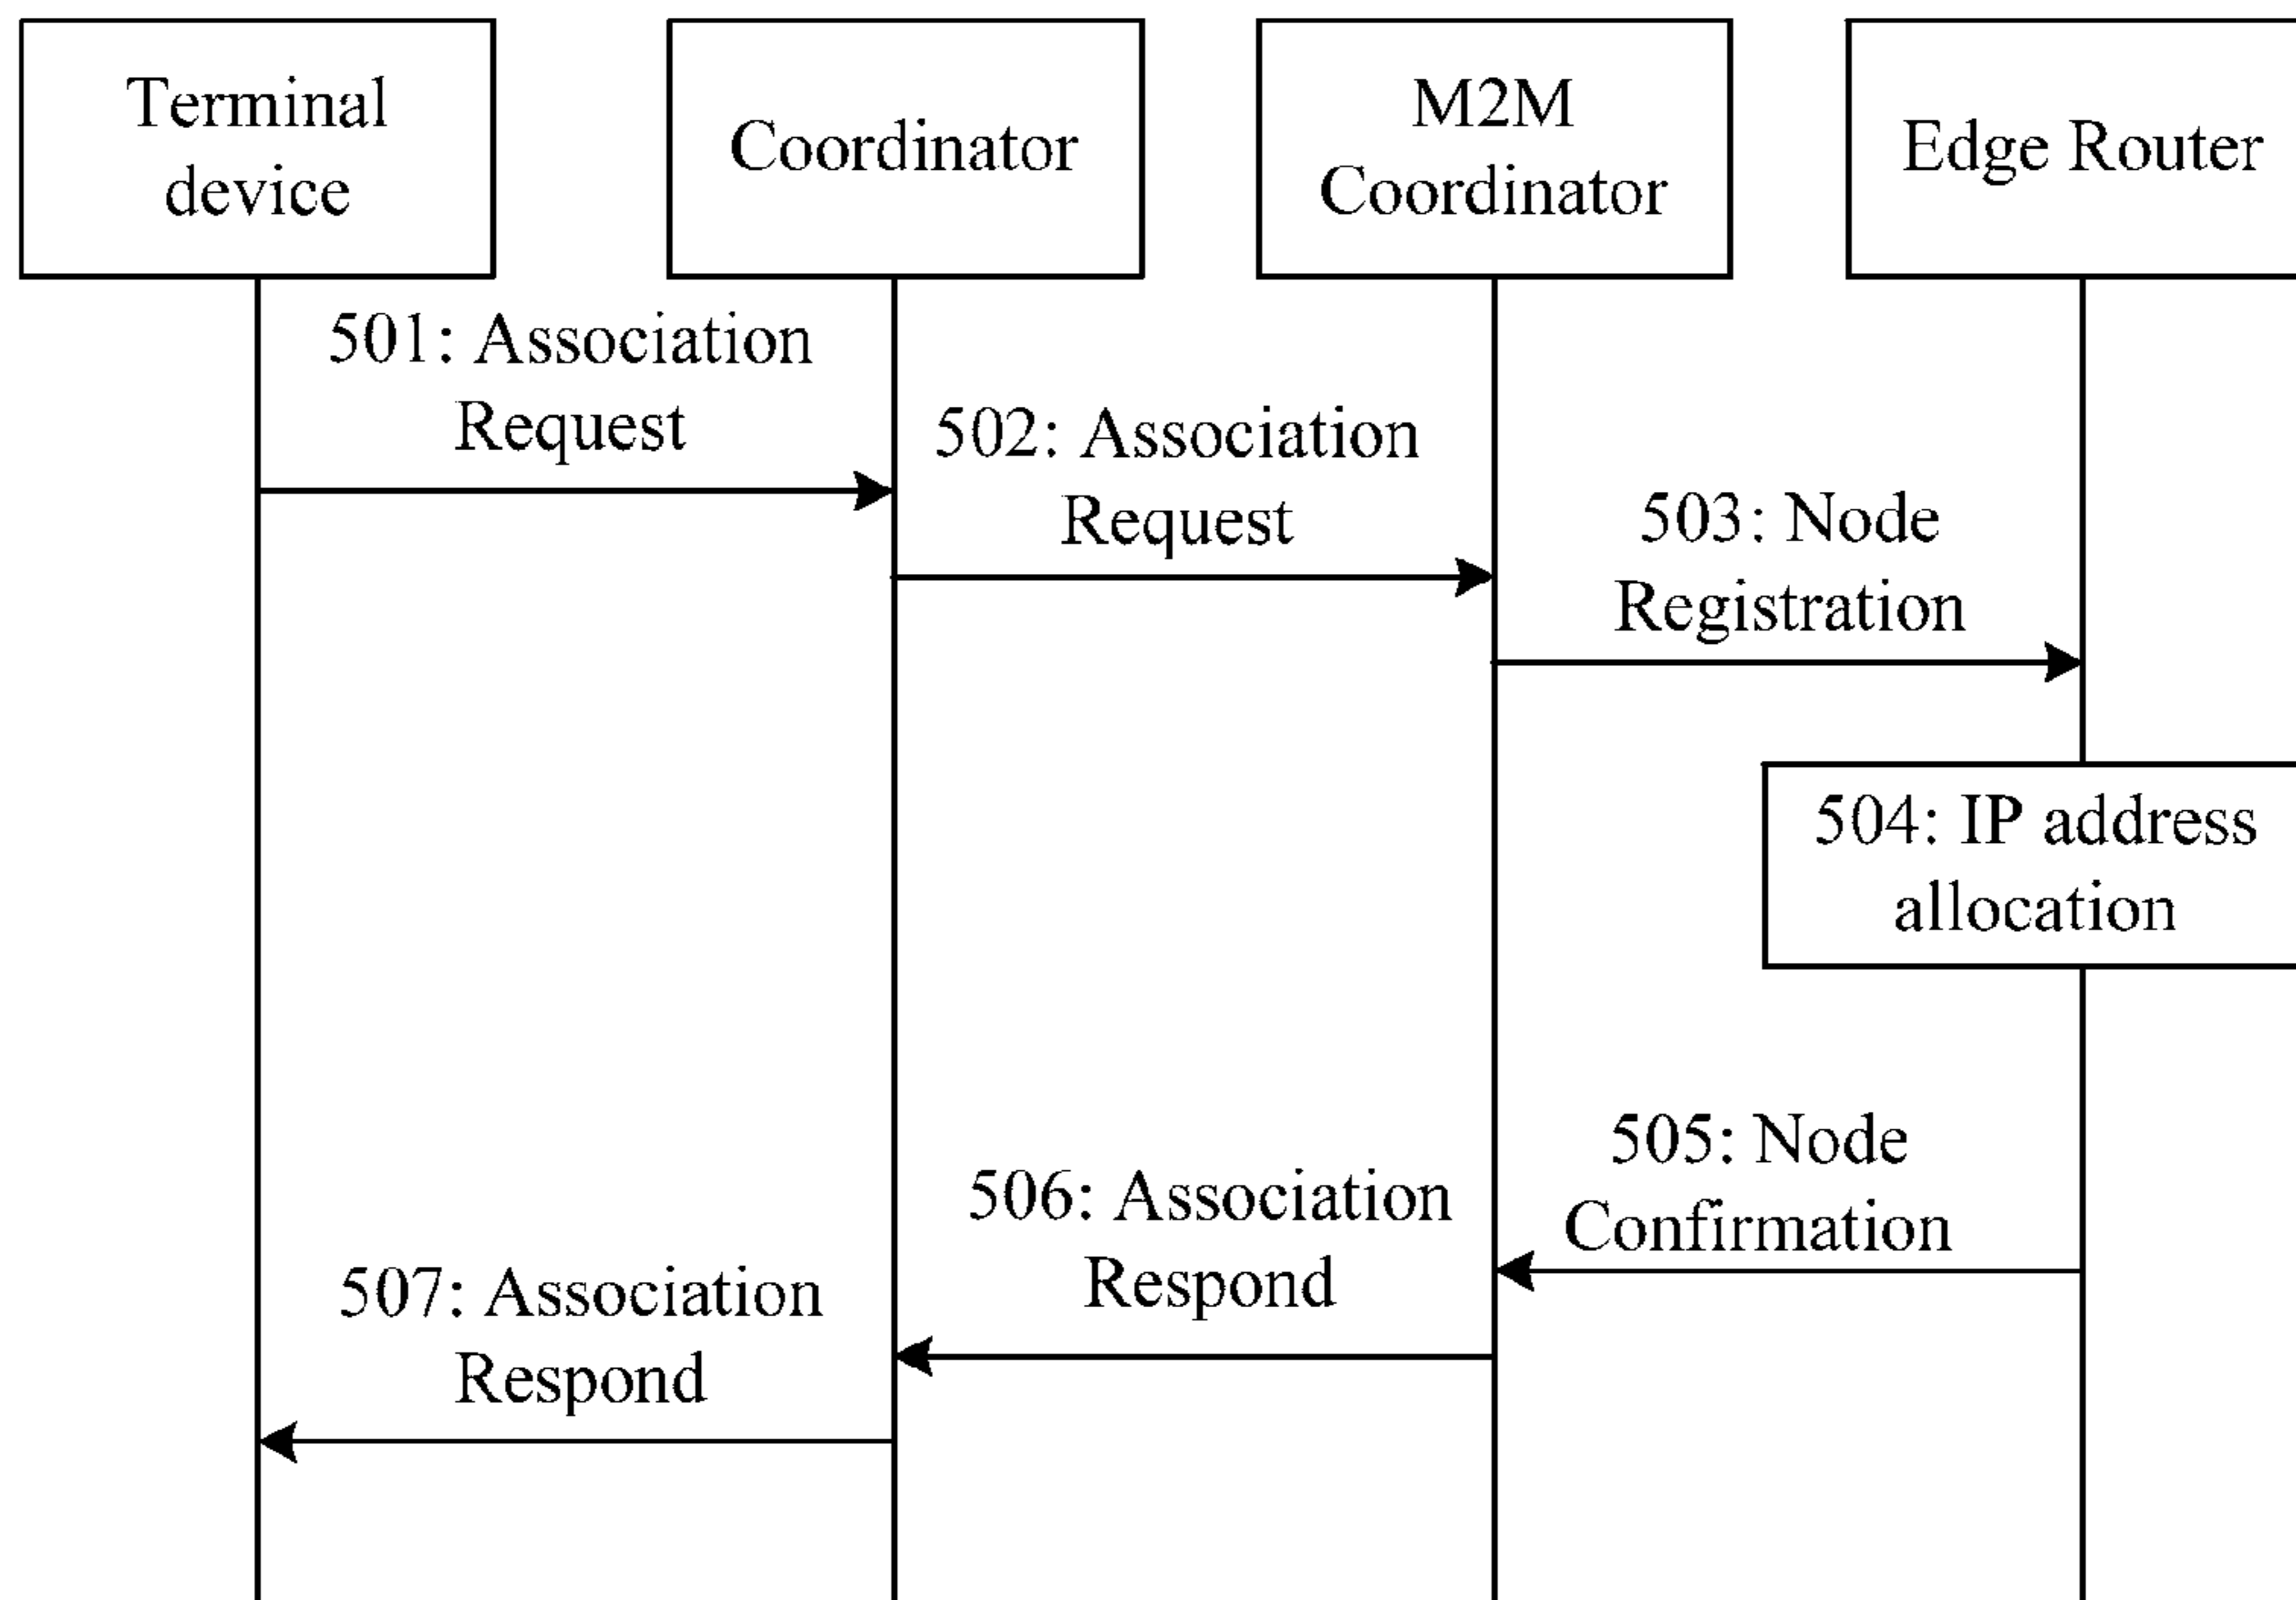 Terminal
device
Coordinator
M2M
Coordinator
Edge Router
501: Association
Request
502: Association
Request
503: Node
Registration
504: IP address
allocation
505: Node
Confirmation
506: Association
Respond
507: Association
Respond